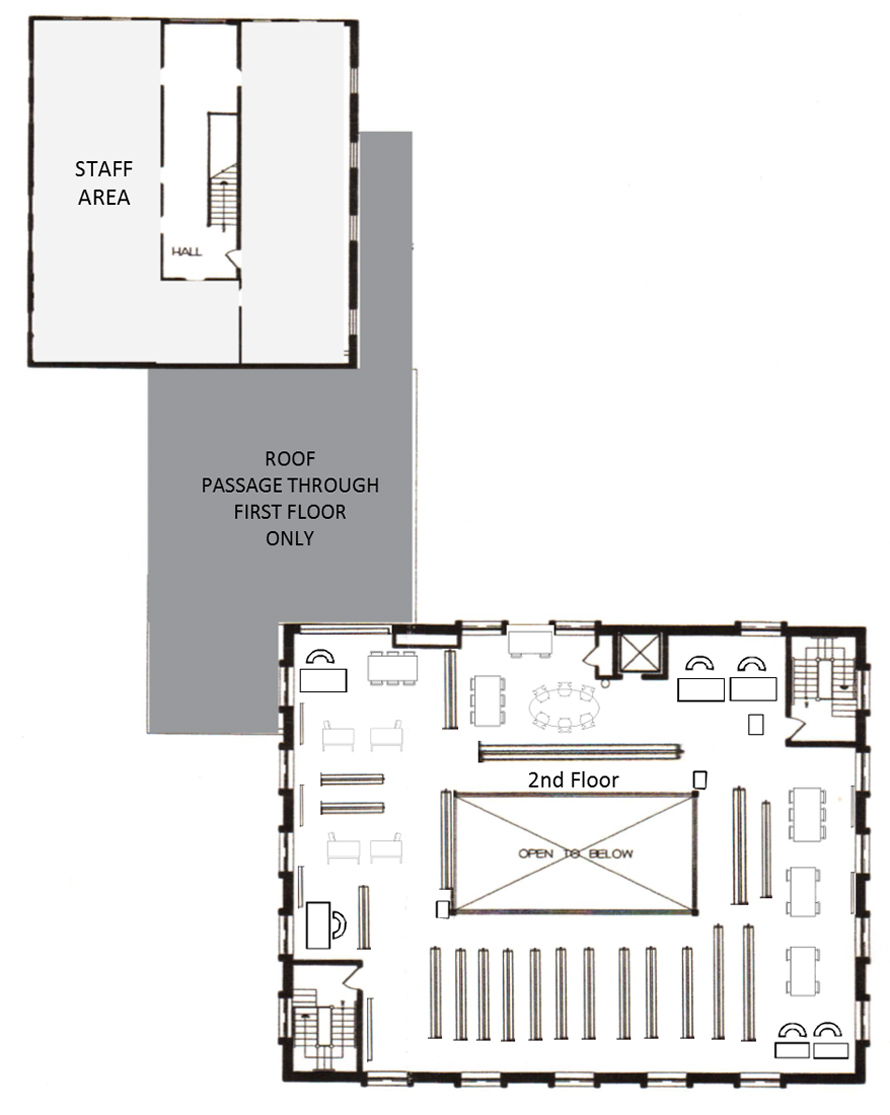 STAFF
AREA
HALL
ROOF
PASSAGE THROUGH
FIRST FLOOR
ONLY
2nd Floor
OPEN TO BELOW